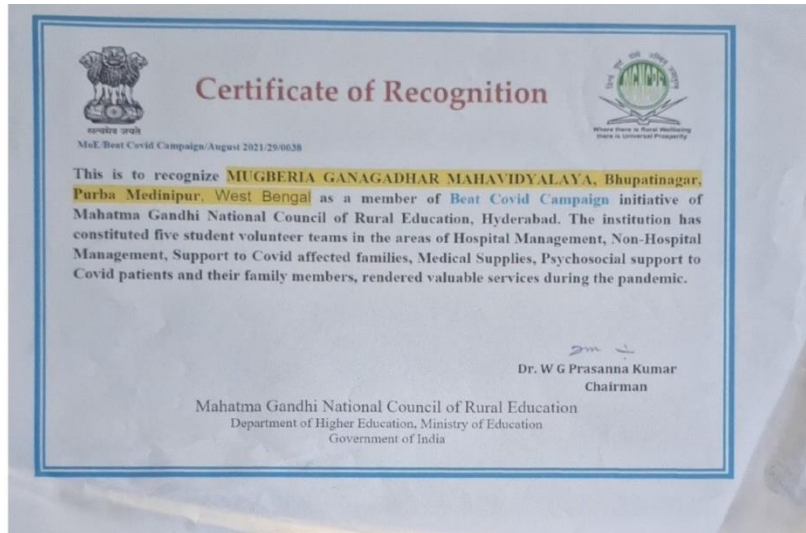 Certificate of Recognition
सत्यमेव जयते
Where there is Rural Wellbeing
there is Universal Prosperity
MoE/Beat Covid Campaign/August 2021/29/0038
This is to recognize MUGBERIA GANAGADHAR MAHAVIDYALAYA, Bhupatinagar,
Purba Medinipur, West Bengal as a member of Beat Covid Campaign initiative of
Mahatma Gandhi National Council of Rural Education, Hyderabad. The institution has
constituted five student volunteer teams in the areas of Hospital Management, Non-Hospital
Management, Support to Covid affected families, Medical Supplies, Psychosocial support to
Covid patients and their family members, rendered valuable services during the pandemic.
Dr. W G Prasanna Kumar
Chairman
Mahatma Gandhi National Council of Rural Education
Department of Higher Education, Ministry of Education
Government of India